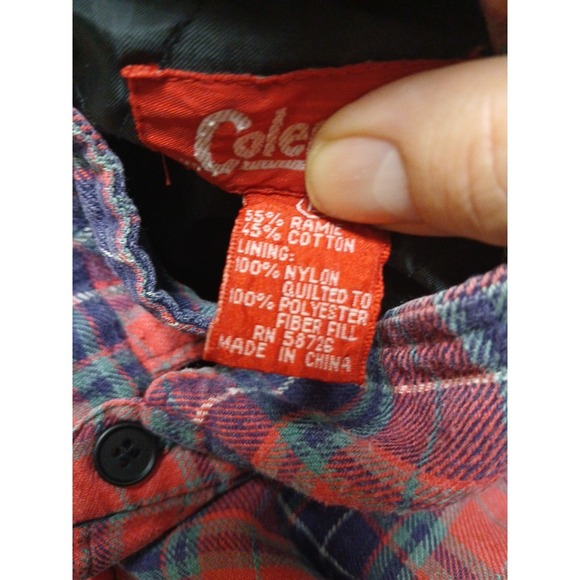 Cole
55% RAMIE
45% COTTON
LINING:
100% NYLON
QUILTED TO
100% POLYESTER
FIBER FILL
RN 58726
MADE IN CHINA